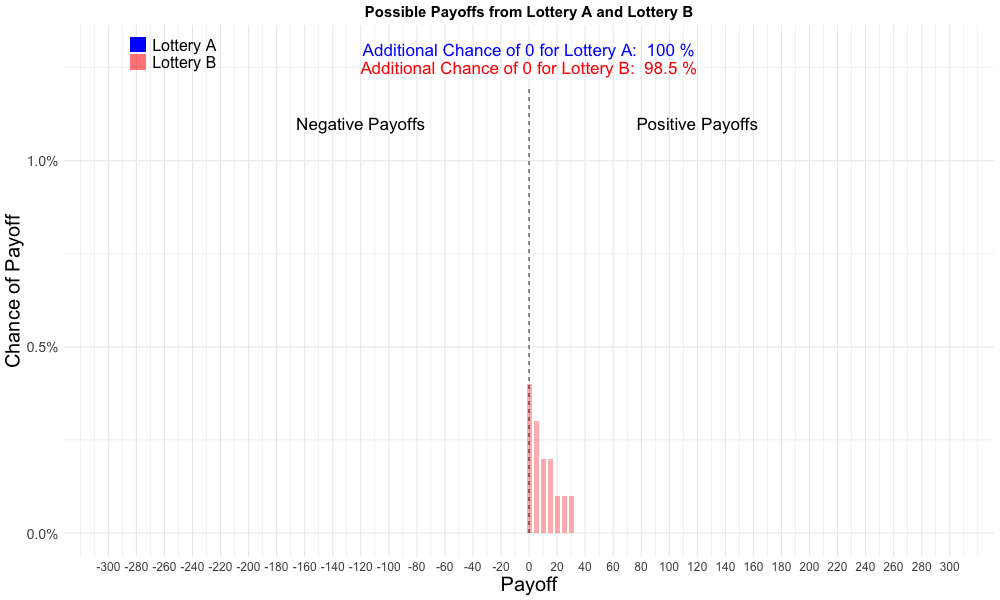 Possible Payoffs from Lottery A and Lottery B
Lottery A
Lottery B
Additional Chance of 0 for Lottery A:  100 %
Additional Chance of 0 for Lottery B:  98.5 %
Negative Payoffs
Positive Payoffs
1.0%
0.5%
0.0%
Chance of Payoff
-300 -280 -260 -240 -220 -200 -180 -160 -140 -120 -100 -80 -60 -40 -20 0 20 40 60 80 100 120 140 160 180 200 220 240 260 280 300
Payoff